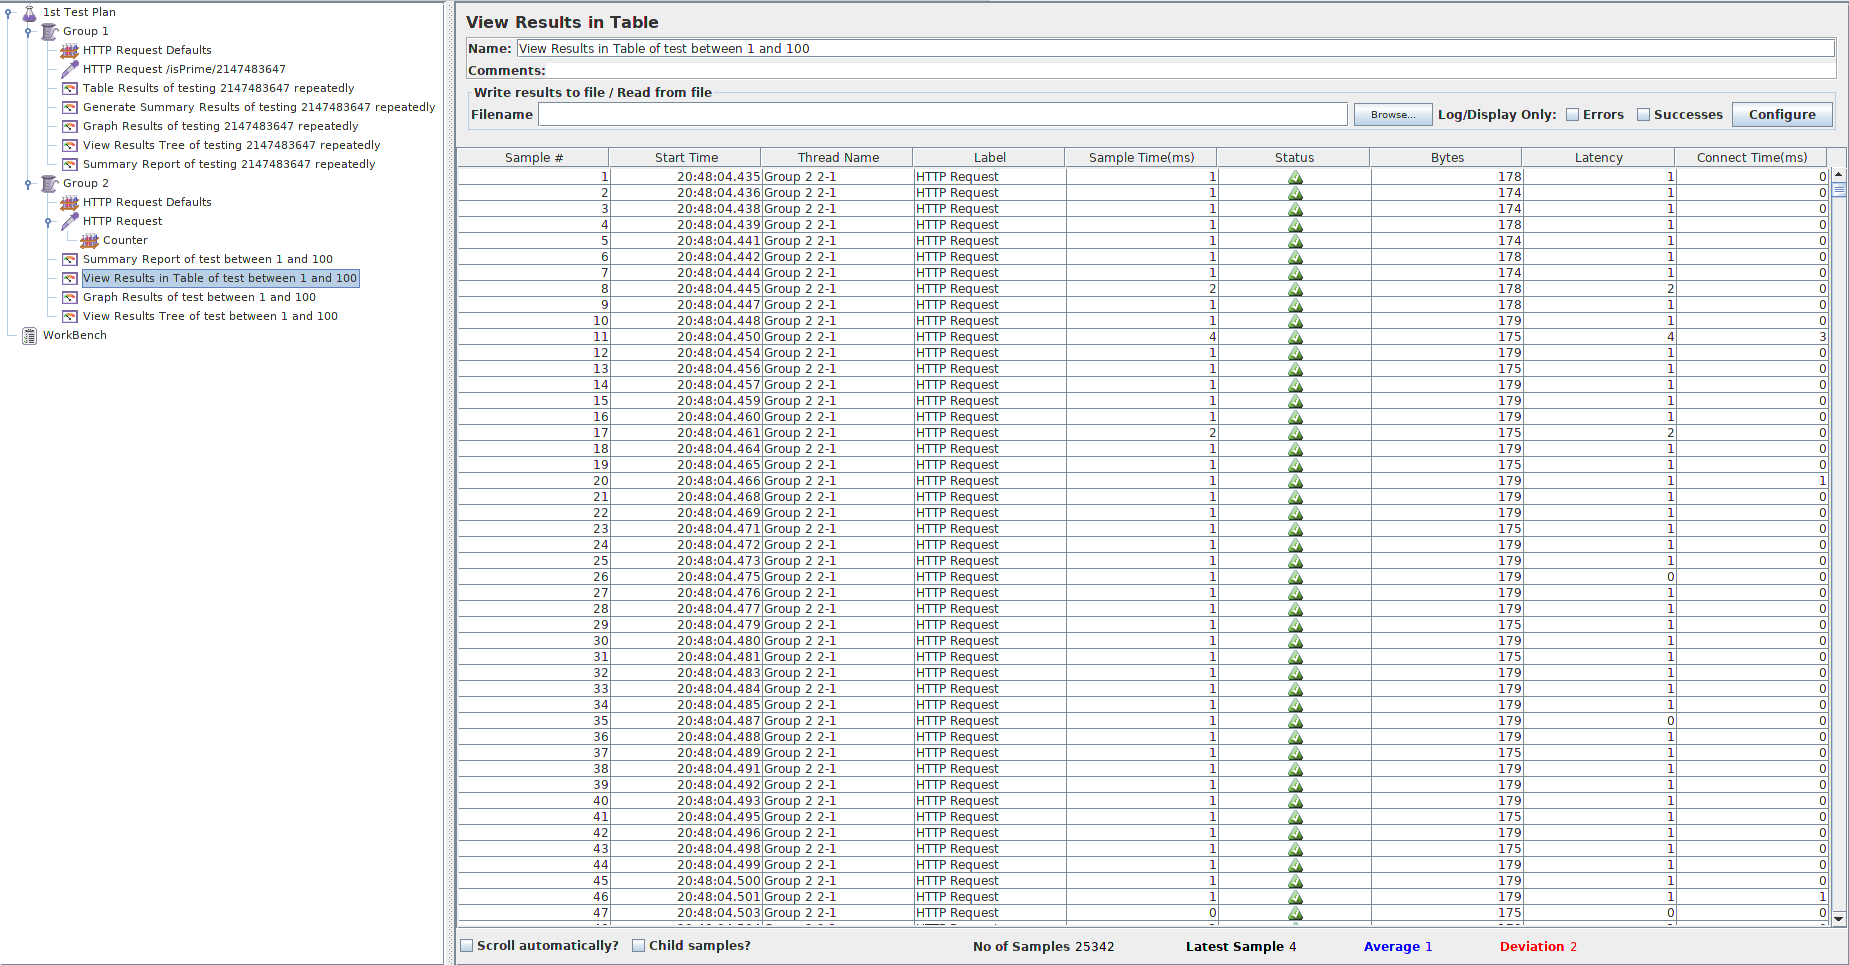 1st Test Plan
Group 1
HTTP Request Defaults
HTTP Request /isPrime/2147483647
Table Results of testing 2147483647 repeatedly
Generate Summary Results of testing 2147483647 repeatedly
Graph Results of testing 2147483647 repeatedly
View Results Tree of testing 2147483647 repeatedly
Summary Report of testing 2147483647 repeatedly
Group 2
HTTP Request Defaults
HTTP Request
Counter
Summary Report of test between 1 and 100
View Results in Table of test between 1 and 100
Graph Results of test between 1 and 100
View Results Tree of test between 1 and 100
WorkBench
View Results in Table
Name: View Results in Table of test between 1 and 100
Comments:
Write results to file / Read from file
Filename Browse... Log/Display Only: Errors Successes Configure
Sample # Start Time Thread Name Label Sample Time(ms) Status Bytes Latency Connect Time(ms)
1 20:48:04.435 Group 2 2-1 HTTP Request 1 178 1 0
2 20:48:04.436 Group 2 2-1 HTTP Request 1 174 1 0
3 20:48:04.438 Group 2 2-1 HTTP Request 1 174 1 0
4 20:48:04.439 Group 2 2-1 HTTP Request 1 178 1 0
5 20:48:04.441 Group 2 2-1 HTTP Request 1 174 1 0
6 20:48:04.442 Group 2 2-1 HTTP Request 1 178 1 0
7 20:48:04.444 Group 2 2-1 HTTP Request 1 174 1 0
8 20:48:04.445 Group 2 2-1 HTTP Request 2 178 2 0
9 20:48:04.447 Group 2 2-1 HTTP Request 1 178 1 0
10 20:48:04.448 Group 2 2-1 HTTP Request 1 179 1 0
11 20:48:04.450 Group 2 2-1 HTTP Request 4 175 4 3
12 20:48:04.454 Group 2 2-1 HTTP Request 1 179 1 0
13 20:48:04.456 Group 2 2-1 HTTP Request 1 175 1 0
14 20:48:04.457 Group 2 2-1 HTTP Request 1 179 1 0
15 20:48:04.459 Group 2 2-1 HTTP Request 1 179 1 0
16 20:48:04.460 Group 2 2-1 HTTP Request 1 179 1 0
17 20:48:04.461 Group 2 2-1 HTTP Request 2 175 2 0
18 20:48:04.464 Group 2 2-1 HTTP Request 1 179 1 0
19 20:48:04.465 Group 2 2-1 HTTP Request 1 175 1 0
20 20:48:04.466 Group 2 2-1 HTTP Request 1 179 1 1
21 20:48:04.468 Group 2 2-1 HTTP Request 1 179 1 0
22 20:48:04.469 Group 2 2-1 HTTP Request 1 179 1 0
23 20:48:04.471 Group 2 2-1 HTTP Request 1 175 1 0
24 20:48:04.472 Group 2 2-1 HTTP Request 1 179 1 0
25 20:48:04.473 Group 2 2-1 HTTP Request 1 179 1 0
26 20:48:04.475 Group 2 2-1 HTTP Request 1 179 0 0
27 20:48:04.476 Group 2 2-1 HTTP Request 1 179 1 0
28 20:48:04.477 Group 2 2-1 HTTP Request 1 179 1 0
29 20:48:04.479 Group 2 2-1 HTTP Request 1 175 1 0
30 20:48:04.480 Group 2 2-1 HTTP Request 1 179 1 0
31 20:48:04.481 Group 2 2-1 HTTP Request 1 175 1 0
32 20:48:04.483 Group 2 2-1 HTTP Request 1 179 1 0
33 20:48:04.484 Group 2 2-1 HTTP Request 1 179 1 0
34 20:48:04.485 Group 2 2-1 HTTP Request 1 179 1 0
35 20:48:04.487 Group 2 2-1 HTTP Request 1 179 0 0
36 20:48:04.488 Group 2 2-1 HTTP Request 1 179 1 0
37 20:48:04.489 Group 2 2-1 HTTP Request 1 175 1 0
38 20:48:04.491 Group 2 2-1 HTTP Request 1 179 1 0
39 20:48:04.492 Group 2 2-1 HTTP Request 1 179 1 0
40 20:48:04.493 Group 2 2-1 HTTP Request 1 179 1 0
41 20:48:04.495 Group 2 2-1 HTTP Request 1 175 1 0
42 20:48:04.496 Group 2 2-1 HTTP Request 1 179 1 0
43 20:48:04.498 Group 2 2-1 HTTP Request 1 175 1 0
44 20:48:04.499 Group 2 2-1 HTTP Request 1 179 1 0
45 20:48:04.500 Group 2 2-1 HTTP Request 1 179 1 0
46 20:48:04.501 Group 2 2-1 HTTP Request 1 179 1 1
47 20:48:04.503 Group 2 2-1 HTTP Request 0 175 0 0
Scroll automatically? Child samples? No of Samples 25342 Latest Sample 4 Average 1 Deviation 2